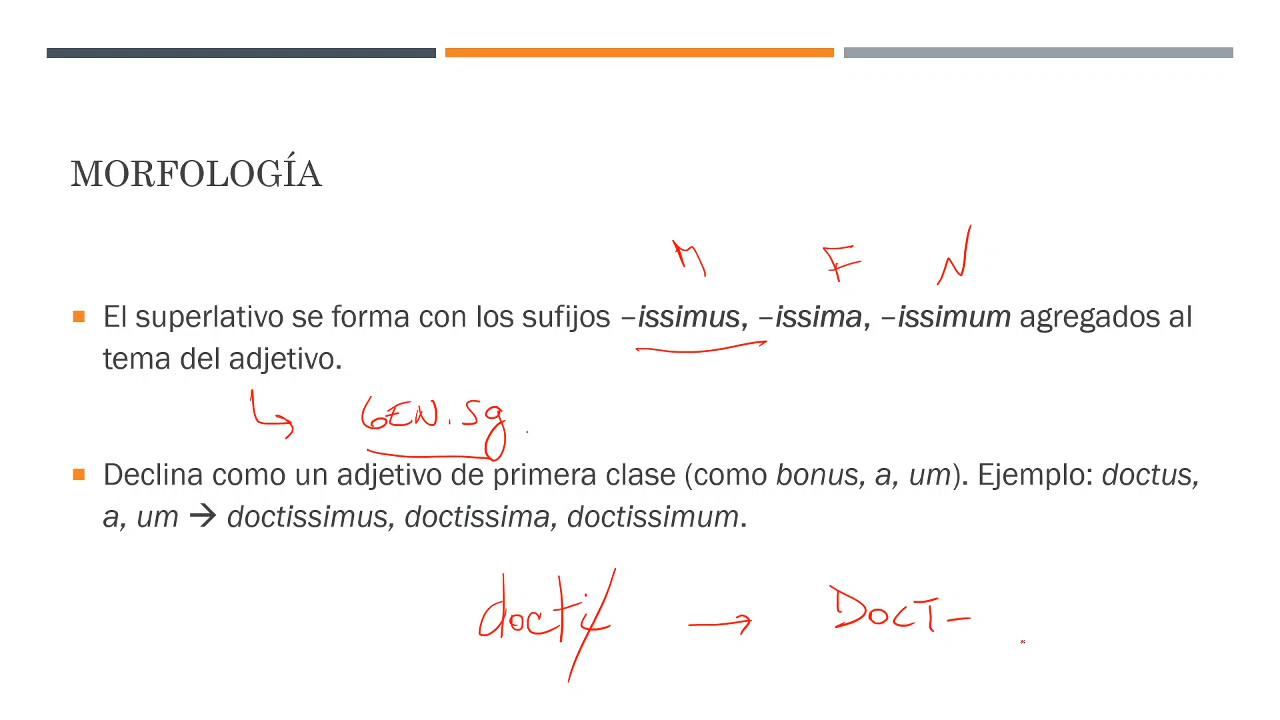 MORFOLOGÍA
M F N
El superlativo se forma con los sufijos –issimus, –issima, –issimum agregados al
tema del adjetivo.
GEN. Sg
Declina como un adjetivo de primera clase (como bonus, a, um). Ejemplo: doctus,
a, um → doctissimus, doctissima, doctissimum.
docti → DOCT–